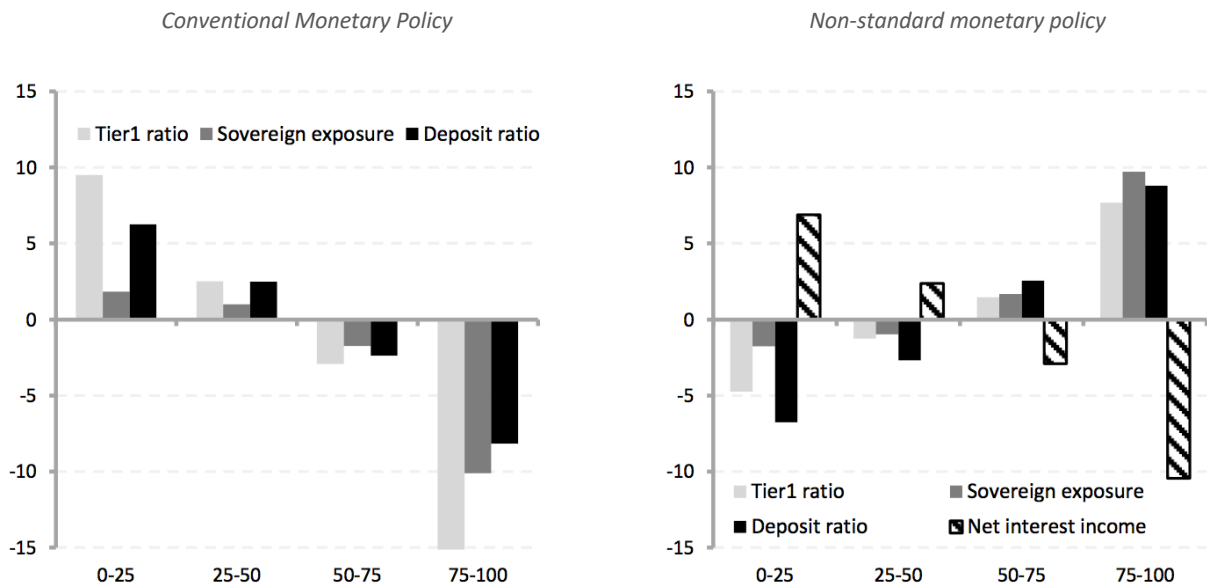 Conventional Monetary Policy
15
Tier1 ratio Sovereign exposure Deposit ratio
10
5
0
-5
-10
-15
0-25 25-50 50-75 75-100
Non-standard monetary policy
15
10
5
0
-5
-10
Tier1 ratio Sovereign exposure
Deposit ratio Net interest income
-15
0-25 25-50 50-75 75-100